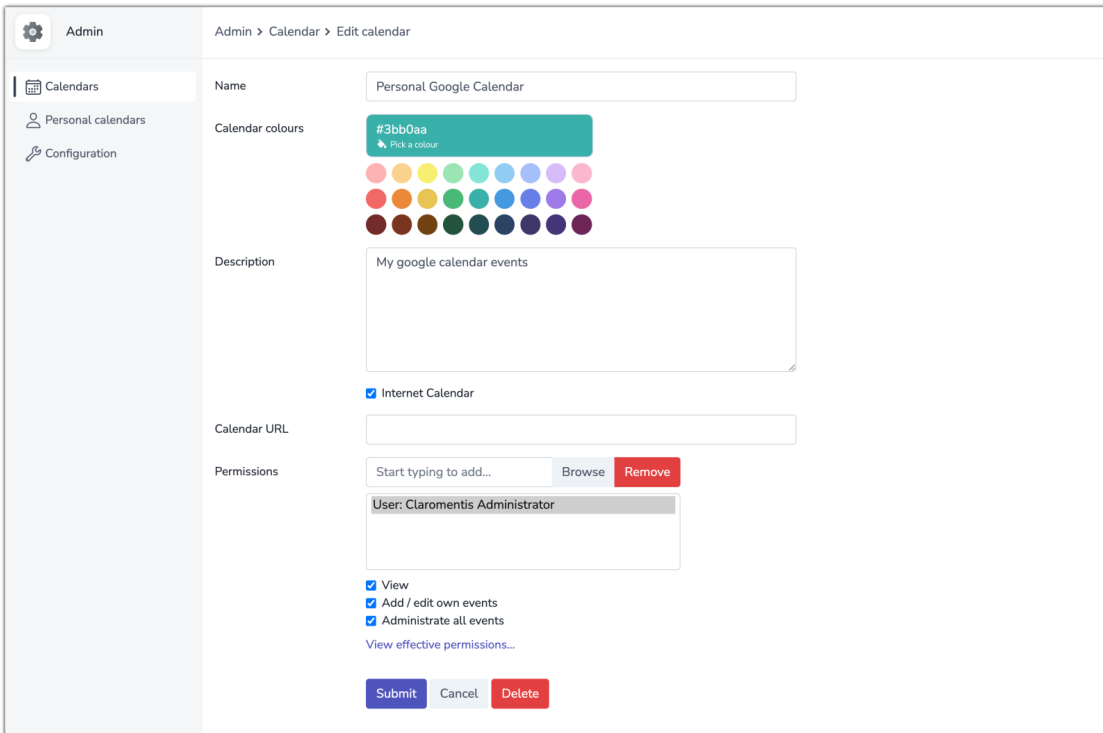 Admin
Admin > Calendar > Edit calendar
Calendars
Personal calendars
Configuration
Name
Personal Google Calendar
Calendar colours
#3bb0aa
Pick a colour
Description
My google calendar events
Internet Calendar
Calendar URL
Permissions
Start typing to add...
Browse
Remove
User: Claromentis Administrator
View
Add / edit own events
Administrate all events
View effective permissions...
Submit
Cancel
Delete